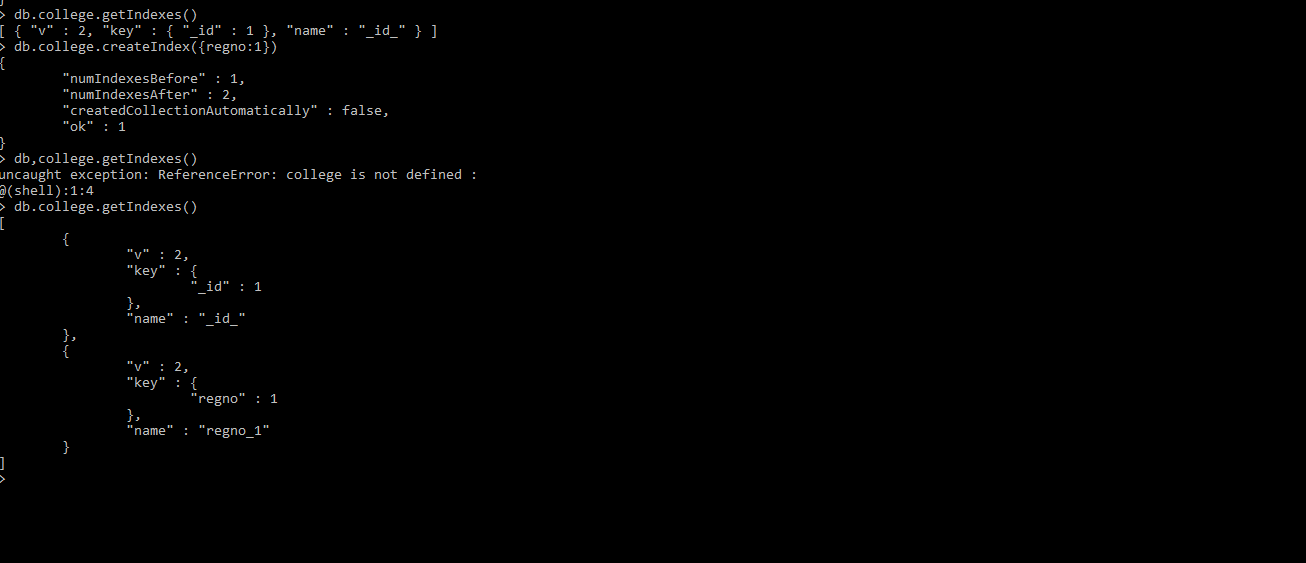 }
> db.college.getIndexes()
[ { "v" : 2, "key" : { "_id" : 1 }, "name" : "_id_" } ]
> db.college.createIndex({regno:1})
{
        "numIndexesBefore" : 1,
        "numIndexesAfter" : 2,
        "createdCollectionAutomatically" : false,
        "ok" : 1
}
> db,college.getIndexes()
uncaught exception: ReferenceError: college is not defined :
@(shell):1:4
> db.college.getIndexes()
[
        {
                "v" : 2,
                "key" : {
                        "_id" : 1
                },
                "name" : "_id_"
        },
        {
                "v" : 2,
                "key" : {
                        "regno" : 1
                },
                "name" : "regno_1"
        }
]
>